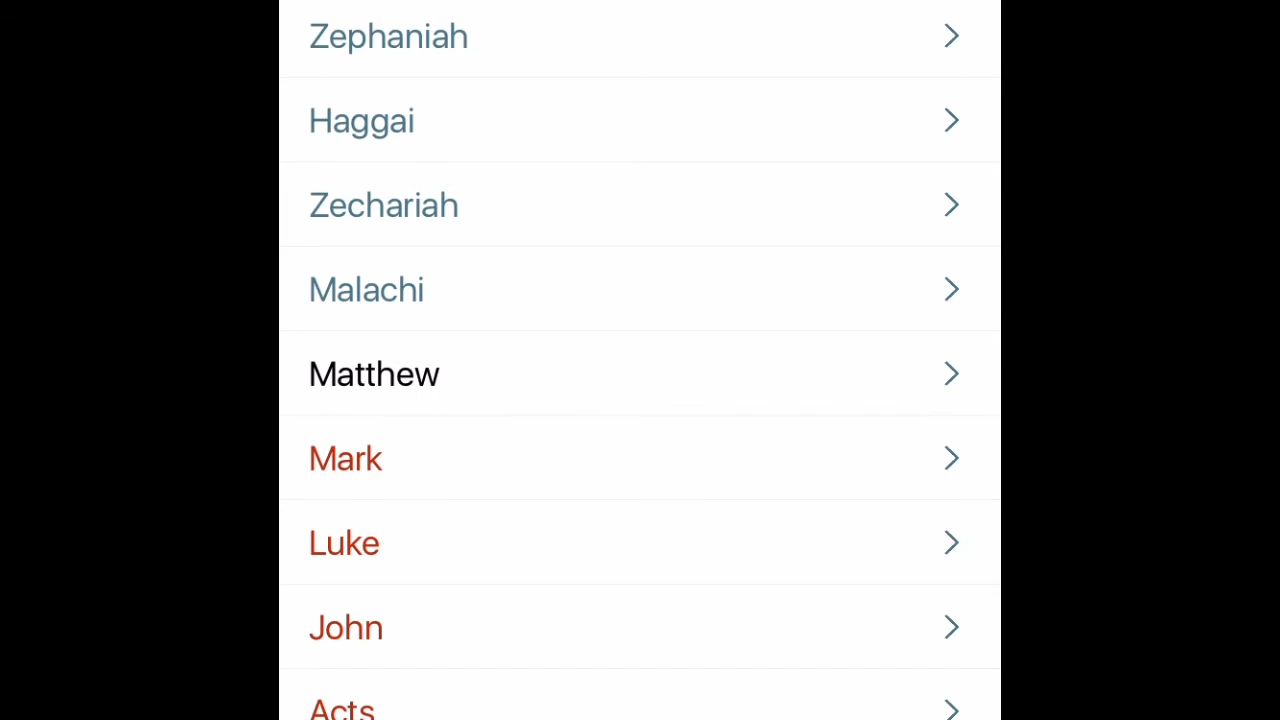 Zephaniah
Haggai
Zechariah
Malachi
Matthew
Mark
Luke
John
Acts